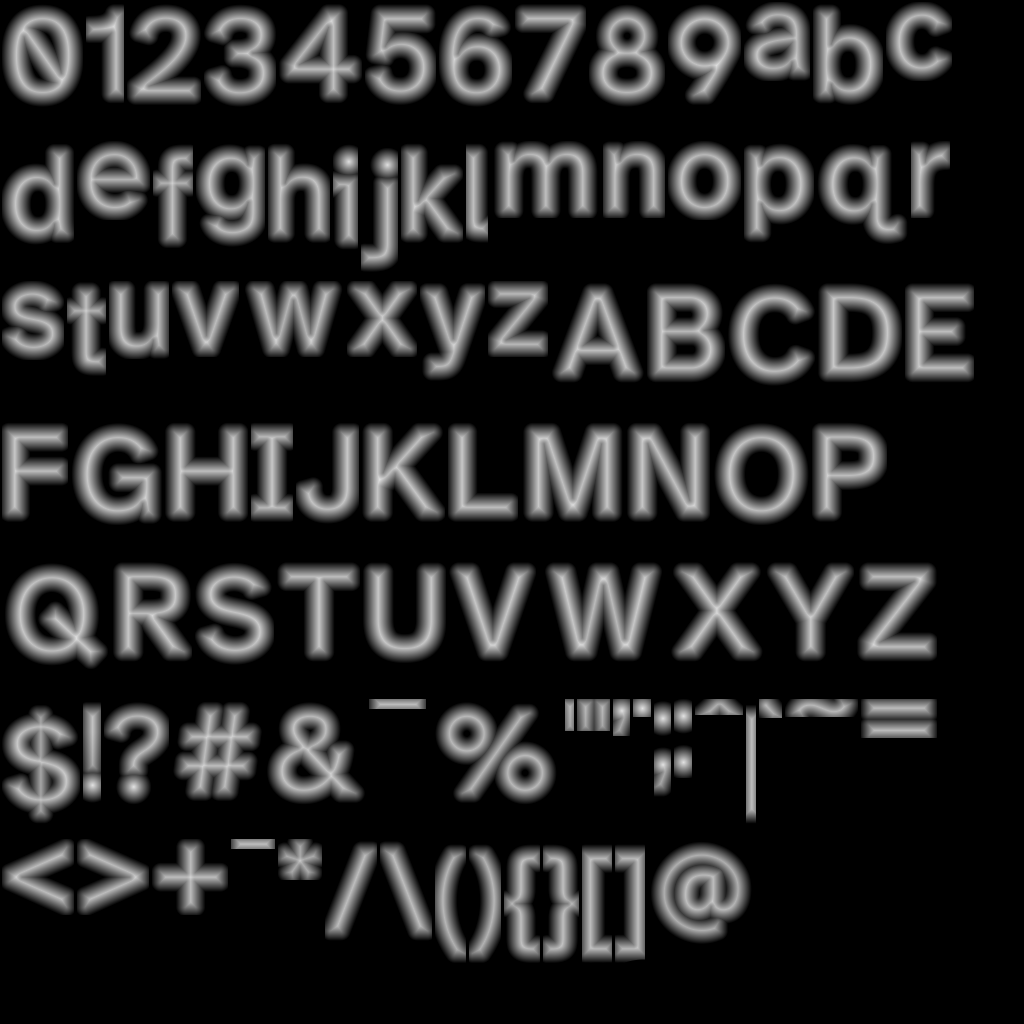 0123456789abc
defghijklmnopqr
stuvwxyzABCDE
FGHIJKLMNOP
QRSTUVWXYZ
$!?#&_%'",.;:^|`~=
<>+-*/\(){}[]@